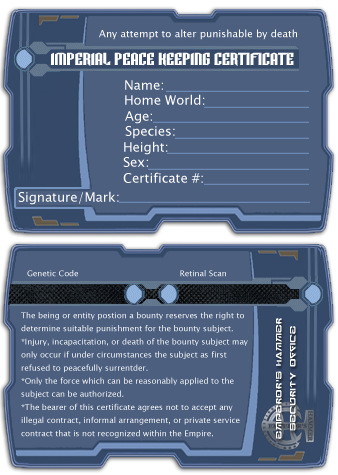 Any attempt to alter punishable by death
IMPERIAL PEACE KEEPING CERTIFICATE
Name:
Home World:
Age:
Species:
Height:
Sex:
Certificate #:
Signature/Mark:
Genetic Code
Retinal Scan
The being or entity postion a bounty reserves the right to
determine suitable punishment for the bounty subject.
*Injury, incapacitation, or death of the bounty subject may
only occur if under circumstances the subject as first
refused to peacefully surrentder.
*Only the force which can be reasonably applied to the
subject can be authorized.
*The bearer of this certificate agrees not to accept any
illegal contract, informal arrangement, or private service
contract that is not recognized within the Empire.
EMPEROR'S HAMMER
SECURITY OFFICE